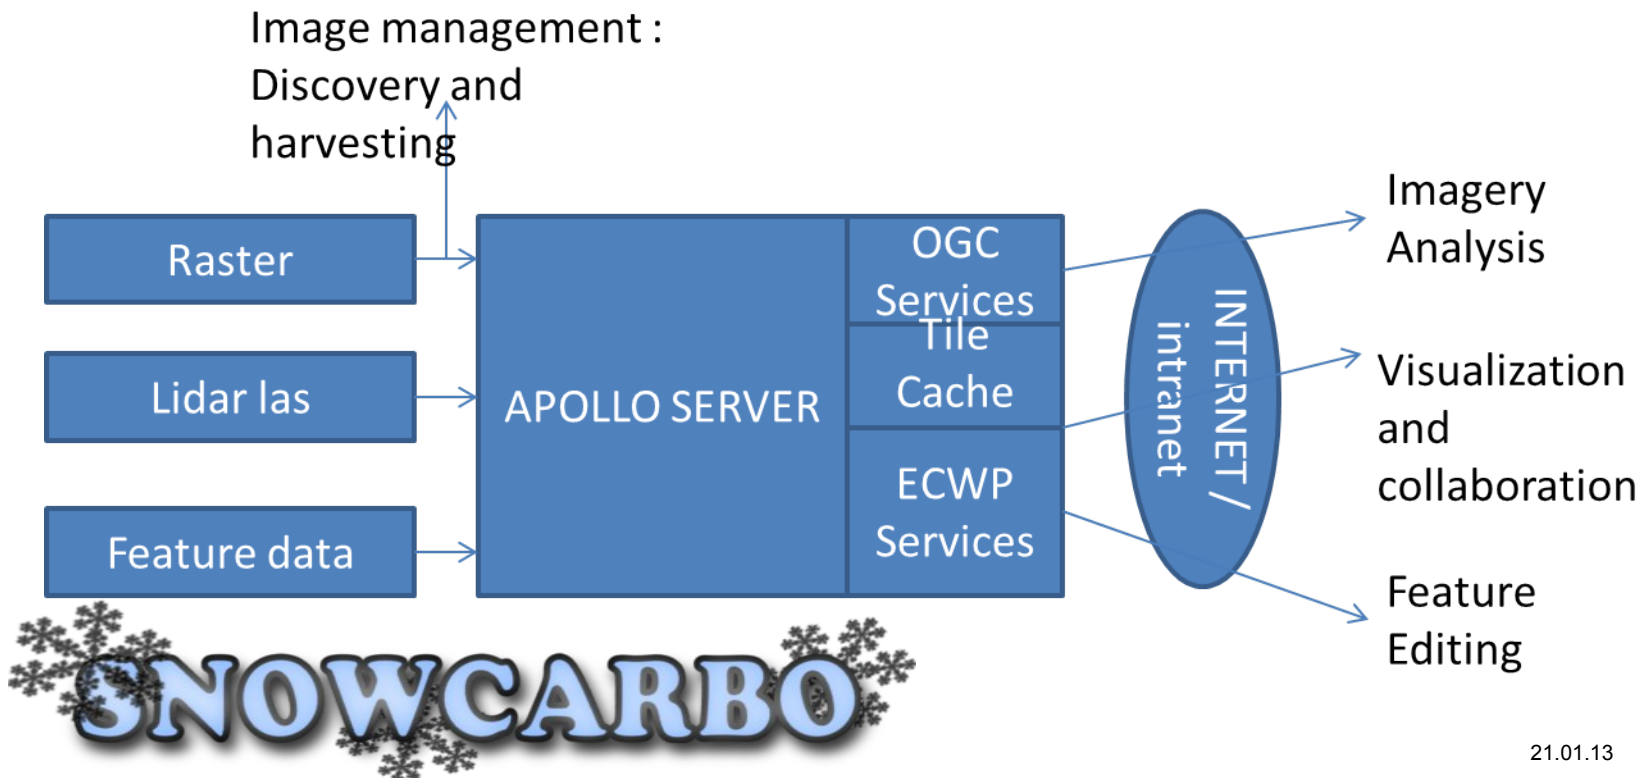 Image management :
Discovery and
harvesting
Raster
Lidar las
Feature data
APOLLO SERVER
OGC
Services
Tile
Cache
ECWP
Services
INTERNET /
intranet
Imagery
Analysis
Visualization
and
collaboration
Feature
Editing
SNOWCARBO
21.01.13